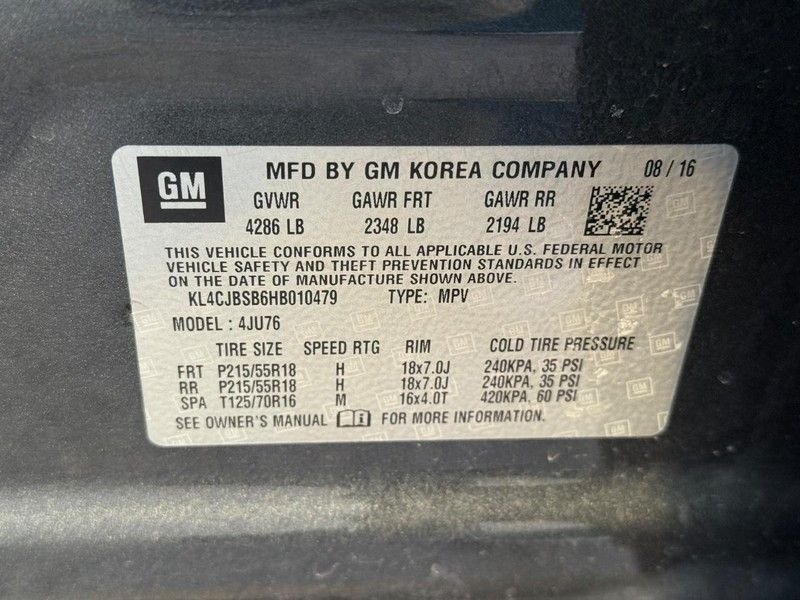 GM MFD BY GM KOREA COMPANY 08 / 16
GVWR GAWR FRT GAWR RR
4286 LB 2348 LB 2194 LB
THIS VEHICLE CONFORMS TO ALL APPLICABLE U.S. FEDERAL MOTOR
VEHICLE SAFETY AND THEFT PREVENTION STANDARDS IN EFFECT
ON THE DATE OF MANUFACTURE SHOWN ABOVE.
KL4CJBSB6HB010479 TYPE: MPV
MODEL : 4JU76
TIRE SIZE SPEED RTG RIM COLD TIRE PRESSURE
FRT P215/55R18 H 18x7.0J 240KPA, 35 PSI
RR P215/55R18 H 18x7.0J 240KPA, 35 PSI
SPA T125/70R16 M 16x4.0T 420KPA, 60 PSI
SEE OWNER'S MANUAL FOR MORE INFORMATION.